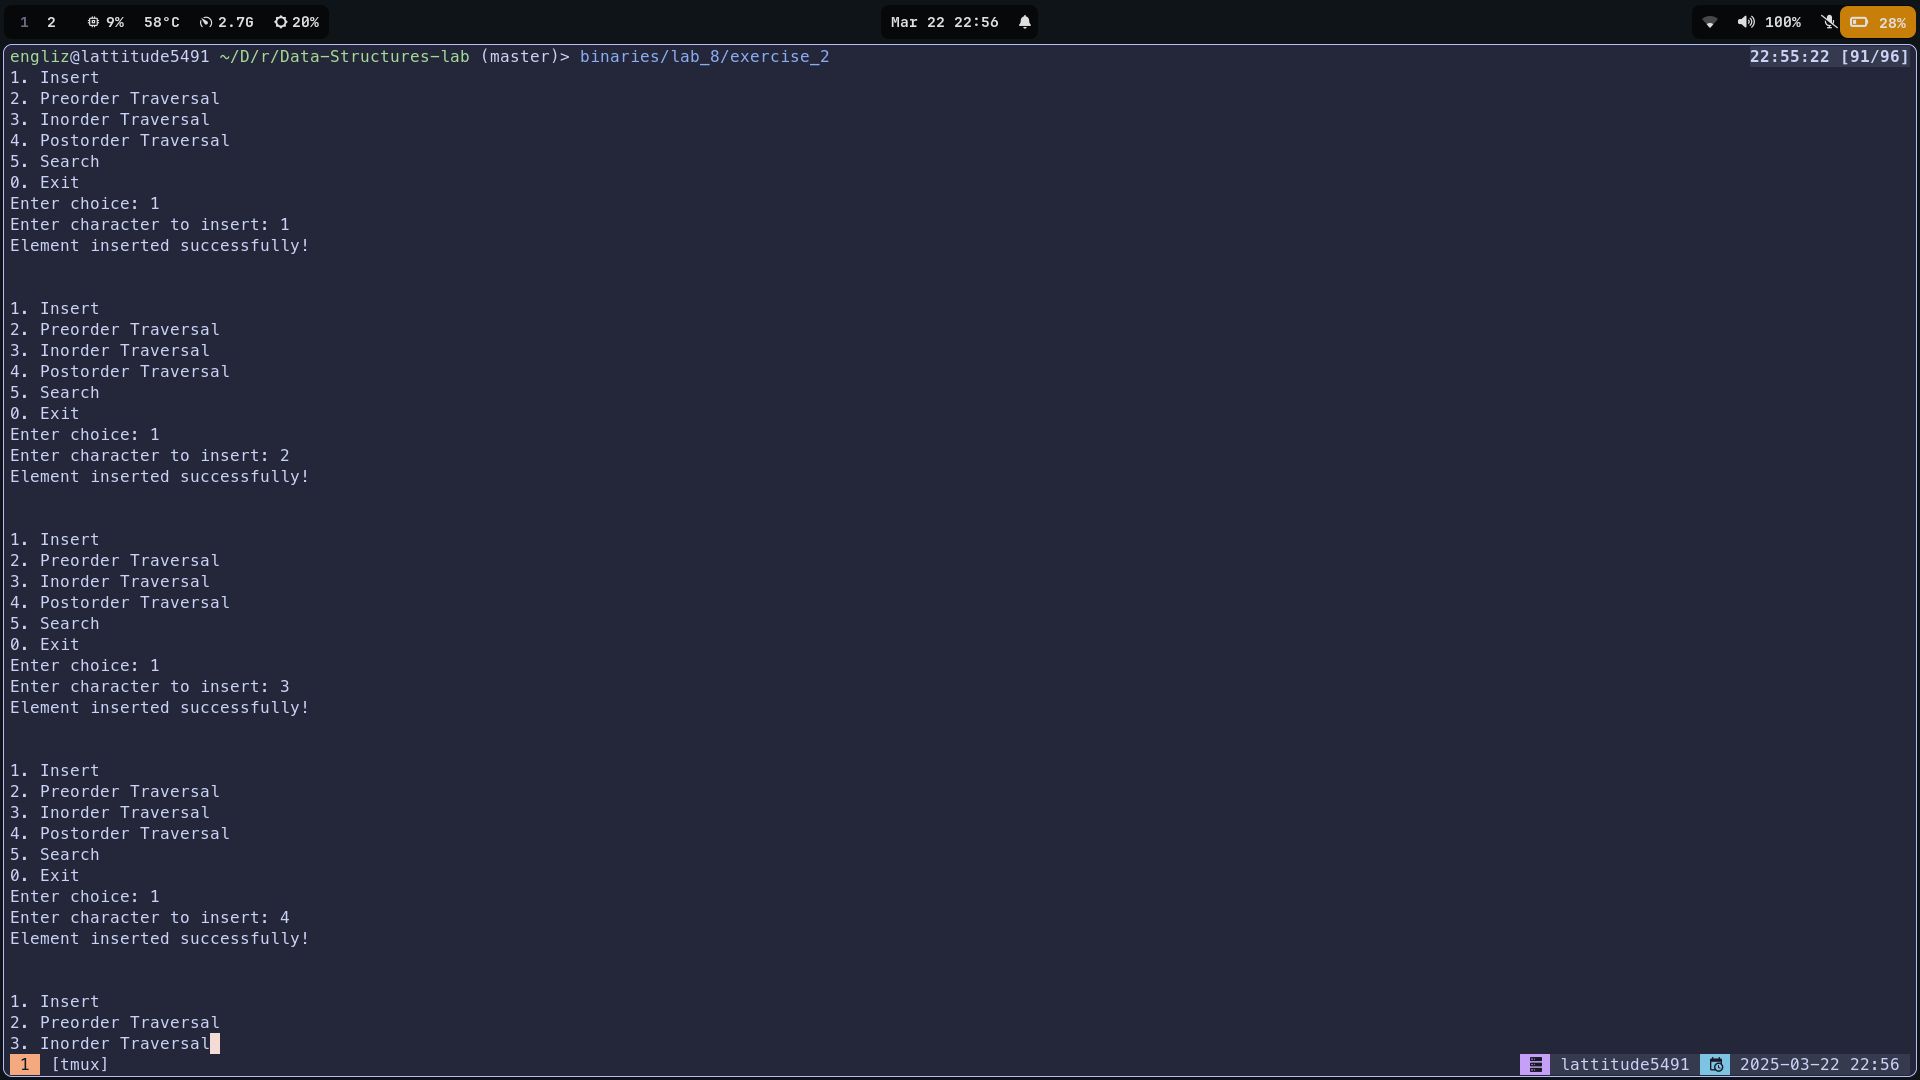 1 2 9% 58°C 2.7G 20% Mar 22 22:56 100% 28%
engliz@lattitude5491 ~/D/r/Data-Structures-lab (master)> binaries/lab_8/exercise_2 22:55:22 [91/96]
1. Insert
2. Preorder Traversal
3. Inorder Traversal
4. Postorder Traversal
5. Search
0. Exit
Enter choice: 1
Enter character to insert: 1
Element inserted successfully!
1. Insert
2. Preorder Traversal
3. Inorder Traversal
4. Postorder Traversal
5. Search
0. Exit
Enter choice: 1
Enter character to insert: 2
Element inserted successfully!
1. Insert
2. Preorder Traversal
3. Inorder Traversal
4. Postorder Traversal
5. Search
0. Exit
Enter choice: 1
Enter character to insert: 3
Element inserted successfully!
1. Insert
2. Preorder Traversal
3. Inorder Traversal
4. Postorder Traversal
5. Search
0. Exit
Enter choice: 1
Enter character to insert: 4
Element inserted successfully!
1. Insert
2. Preorder Traversal
3. Inorder Traversal
1 [tmux] lattitude5491 2025-03-22 22:56